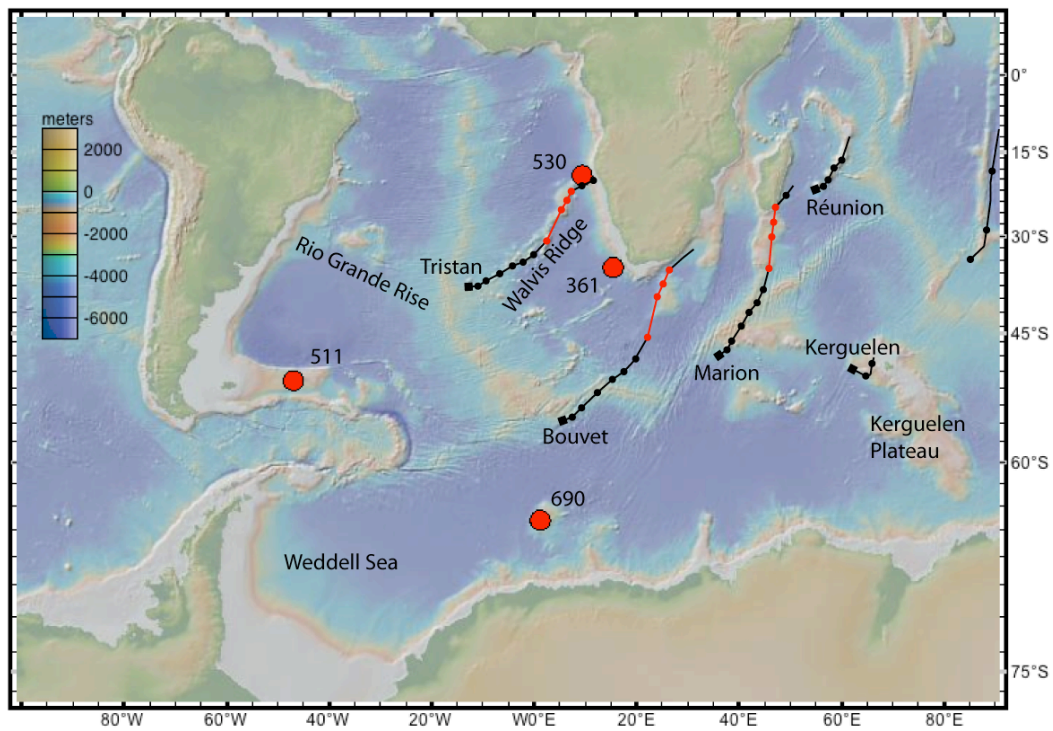 meters
2000
0
-2000
-4000
-6000
0°
15°S
30°S
45°S
60°S
75°S
530
Réunion
Rio Grande Rise
Tristan
Walvis Ridge
361
511
Marion
Kerguelen
Bouvet
Kerguelen
Plateau
690
Weddell Sea
80°W
60°W
40°W
20°W
W0°E
20°E
40°E
60°E
80°E